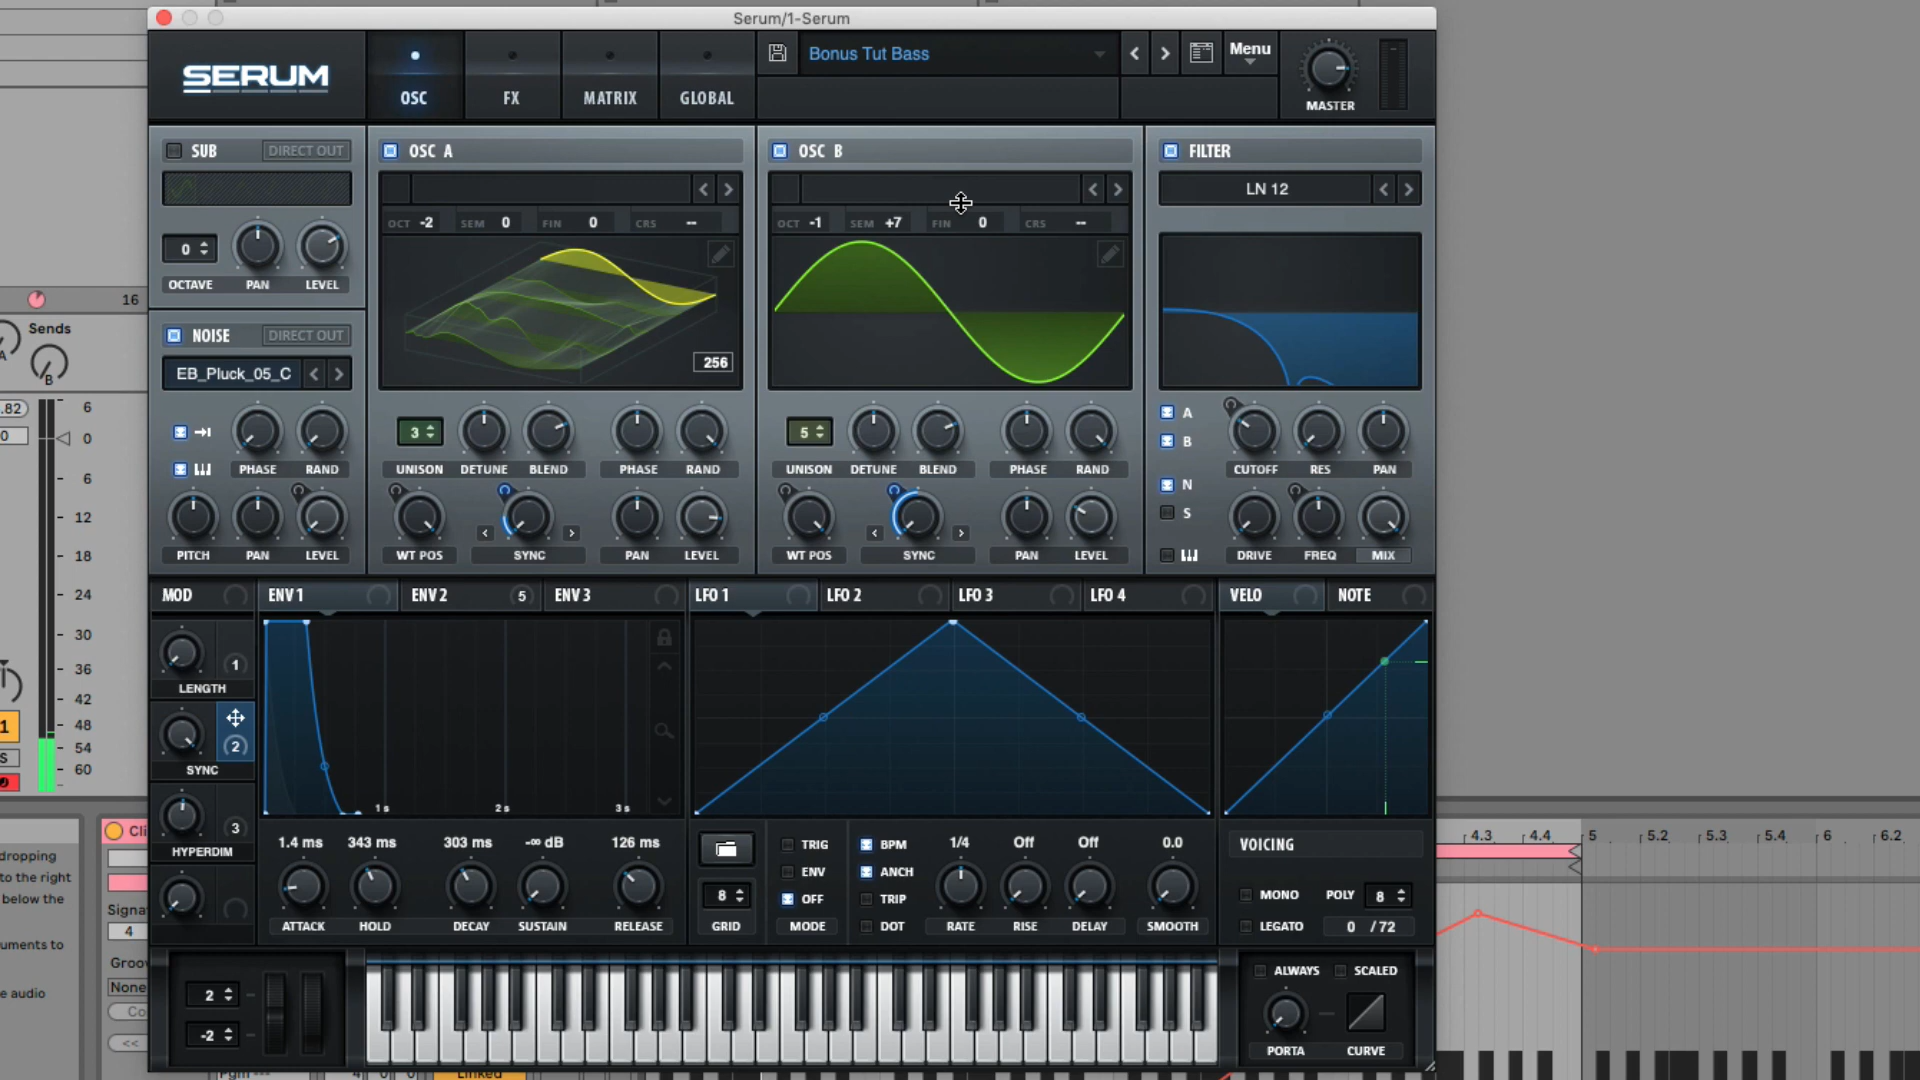 Serum/1-Serum
SERUM
OSC
FX
MATRIX
GLOBAL
Bonus Tut Bass
Menu
MASTER
SUB
DIRECT OUT
0
OCTAVE
PAN
LEVEL
NOISE
DIRECT OUT
EB_Pluck_05_C
PHASE
RAND
PITCH
PAN
LEVEL
OSC A
OCT -2
SEM 0
FIN 0
CRS --
256
3
UNISON
DETUNE
BLEND
PHASE
RAND
WT POS
SYNC
PAN
LEVEL
OSC B
OCT -1
SEM +7
FIN 0
CRS --
5
UNISON
DETUNE
BLEND
PHASE
RAND
WT POS
SYNC
PAN
LEVEL
FILTER
LN 12
A
B
N
S
CUTOFF
RES
PAN
DRIVE
FREQ
MIX
MOD
ENV 1
ENV 2
5
ENV 3
LFO 1
LFO 2
LFO 3
LFO 4
VELO
NOTE
1
LENGTH
2
SYNC
3
HYPERDIM
1 s
2 s
3 s
1.4 ms
343 ms
303 ms
-∞ dB
126 ms
ATTACK
HOLD
DECAY
SUSTAIN
RELEASE
8
GRID
TRIG
ENV
OFF
MODE
BPM
ANCH
TRIP
DOT
1/4
Off
Off
0.0
RATE
RISE
DELAY
SMOOTH
VOICING
MONO
POLY 8
LEGATO
0 / 72
2
-2
ALWAYS
SCALED
PORTA
CURVE
16
Sends
A
B
.82
0
6
0
6
12
18
24
30
36
42
48
54
60
1
S
dropping
to the right
below the
uments to
e audio
Cli
Signa
4
Groo
None
Co
<<
4.3
4.4
5
5.2
5.3
5.4
6
6.2
Linked